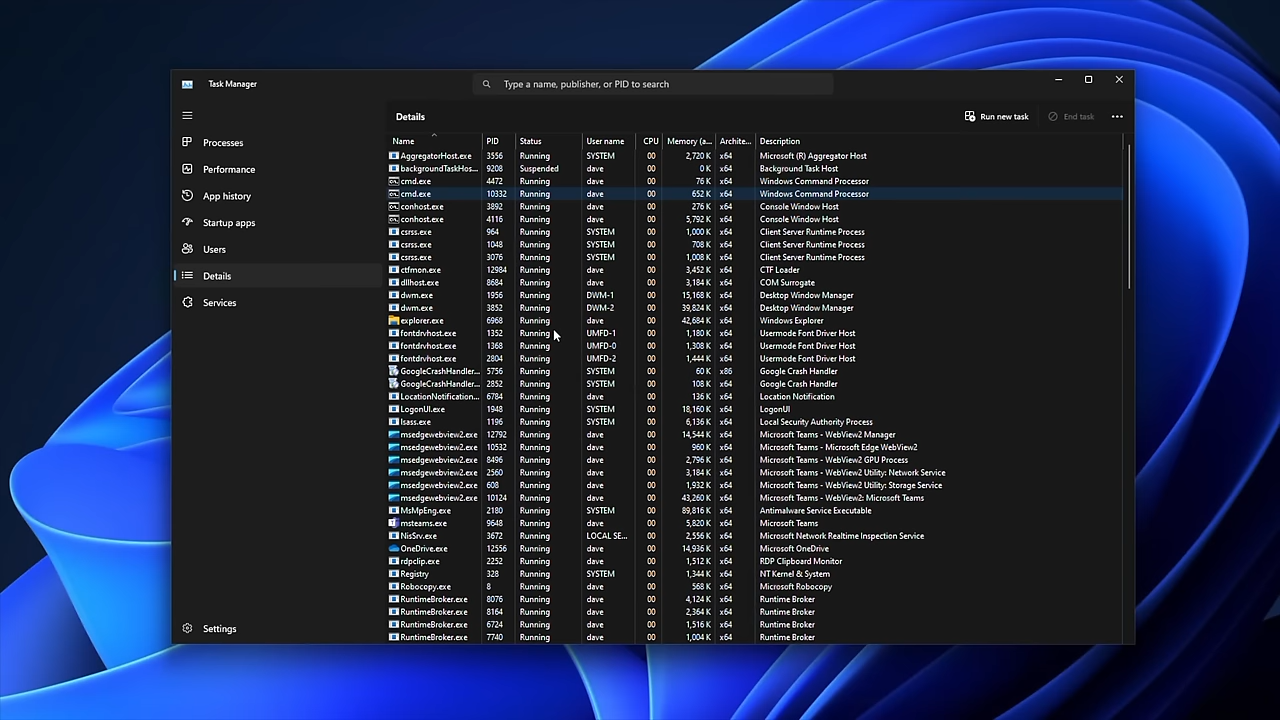 Task Manager
Type a name, publisher, or PID to search
Details
Run new task
End task
Processes
Performance
App history
Startup apps
Users
Details
Services
Settings
Name PID Status User name CPU Memory (a... Archite... Description
AggregatorHost.exe 3556 Running SYSTEM 00 2,720 K x64 Microsoft (R) Aggregator Host
backgroundTaskHos... 9208 Suspended dave 00 0 K x64 Background Task Host
cmd.exe 4472 Running dave 00 76 K x64 Windows Command Processor
cmd.exe 10332 Running dave 00 652 K x64 Windows Command Processor
conhost.exe 3892 Running dave 00 276 K x64 Console Window Host
conhost.exe 4116 Running dave 00 5,792 K x64 Console Window Host
csrss.exe 964 Running SYSTEM 00 1,000 K x64 Client Server Runtime Process
csrss.exe 1048 Running SYSTEM 00 708 K x64 Client Server Runtime Process
csrss.exe 3076 Running SYSTEM 00 1,008 K x64 Client Server Runtime Process
ctfmon.exe 12984 Running dave 00 3,452 K x64 CTF Loader
dllhost.exe 8684 Running dave 00 3,184 K x64 COM Surrogate
dwm.exe 1956 Running DWM-1 00 15,168 K x64 Desktop Window Manager
dwm.exe 3852 Running DWM-2 00 39,824 K x64 Desktop Window Manager
explorer.exe 6968 Running dave 00 42,684 K x64 Windows Explorer
fontdrvhost.exe 1352 Running UMFD-1 00 1,180 K x64 Usermode Font Driver Host
fontdrvhost.exe 1368 Running UMFD-0 00 1,308 K x64 Usermode Font Driver Host
fontdrvhost.exe 2804 Running UMFD-2 00 1,444 K x64 Usermode Font Driver Host
GoogleCrashHandler... 5756 Running SYSTEM 00 60 K x86 Google Crash Handler
GoogleCrashHandler... 2852 Running SYSTEM 00 108 K x64 Google Crash Handler
LocationNotification... 6784 Running dave 00 136 K x64 Location Notification
LogonUI.exe 1948 Running SYSTEM 00 18,160 K x64 LogonUI
lsass.exe 1196 Running SYSTEM 00 6,136 K x64 Local Security Authority Process
msedgewebview2.exe 12792 Running dave 00 14,544 K x64 Microsoft Teams - WebView2 Manager
msedgewebview2.exe 10532 Running dave 00 960 K x64 Microsoft Teams - Microsoft Edge WebView2
msedgewebview2.exe 8496 Running dave 00 2,796 K x64 Microsoft Teams - WebView2 GPU Process
msedgewebview2.exe 2560 Running dave 00 3,184 K x64 Microsoft Teams - WebView2 Utility: Network Service
msedgewebview2.exe 608 Running dave 00 1,932 K x64 Microsoft Teams - WebView2 Utility: Storage Service
msedgewebview2.exe 10124 Running dave 00 43,260 K x64 Microsoft Teams - WebView2: Microsoft Teams
MsMpEng.exe 2180 Running SYSTEM 00 89,816 K x64 Antimalware Service Executable
msteams.exe 9648 Running dave 00 5,820 K x64 Microsoft Teams
NisSrv.exe 3672 Running LOCAL SE... 00 2,556 K x64 Microsoft Network Realtime Inspection Service
OneDrive.exe 12556 Running dave 00 14,936 K x64 Microsoft OneDrive
rdpclip.exe 2252 Running dave 00 1,512 K x64 RDP Clipboard Monitor
Registry 328 Running SYSTEM 00 1,344 K x64 NT Kernel & System
Robocopy.exe 8 Running dave 00 568 K x64 Microsoft Robocopy
RuntimeBroker.exe 8076 Running dave 00 4,124 K x64 Runtime Broker
RuntimeBroker.exe 8164 Running dave 00 2,364 K x64 Runtime Broker
RuntimeBroker.exe 6724 Running dave 00 1,516 K x64 Runtime Broker
RuntimeBroker.exe 7740 Running dave 00 1,004 K x64 Runtime Broker